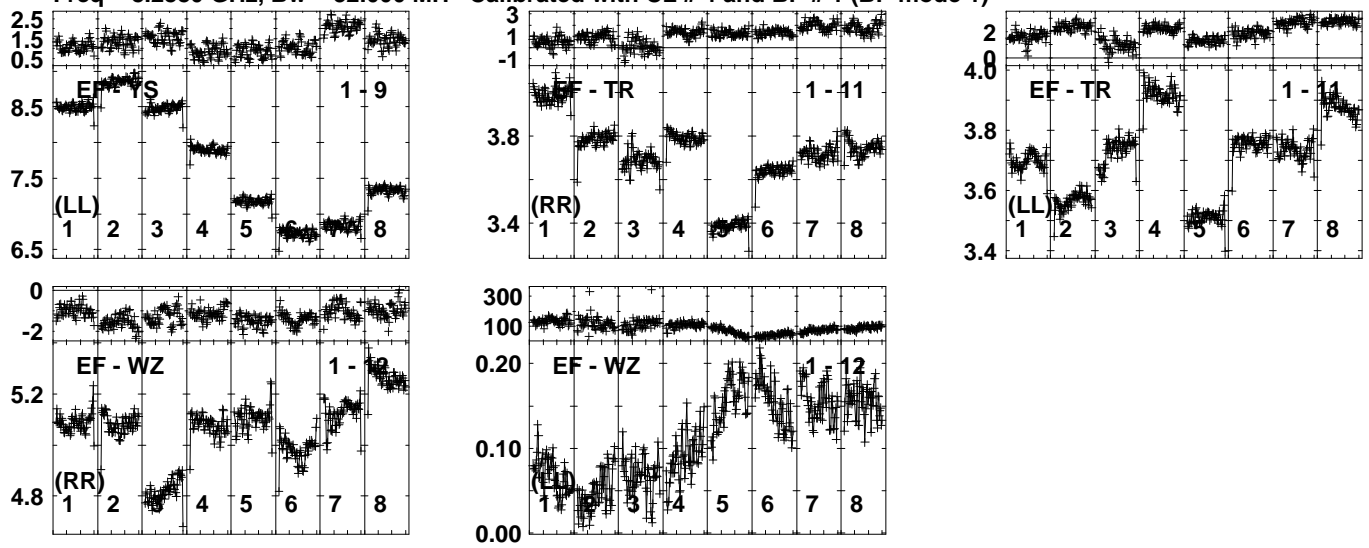 Freq = GHz, Bw = MH Calibrated with CL # and BP # (BP mode 1)
2.5
1.5
0.5
EF - YS 1 - 9
8.5
7.5
6.5
(LL)
1 2 3 4 5 6 7 8
3
1
-1
EF - TR 1 - 11
3.8
3.4
(RR)
1 2 3 4 5 6 7 8
2
0
4.0
EF - TR 1 - 11
3.8
3.6
3.4
(LL)
1 2 3 4 5 6 7 8
0
-2
EF - WZ 1 - 12
5.2
4.8
(RR)
1 2 3 4 5 6 7 8
300
100
0.20
EF - WZ 1 - 12
0.10
0.00
(LL)
1 2 3 4 5 6 7 8